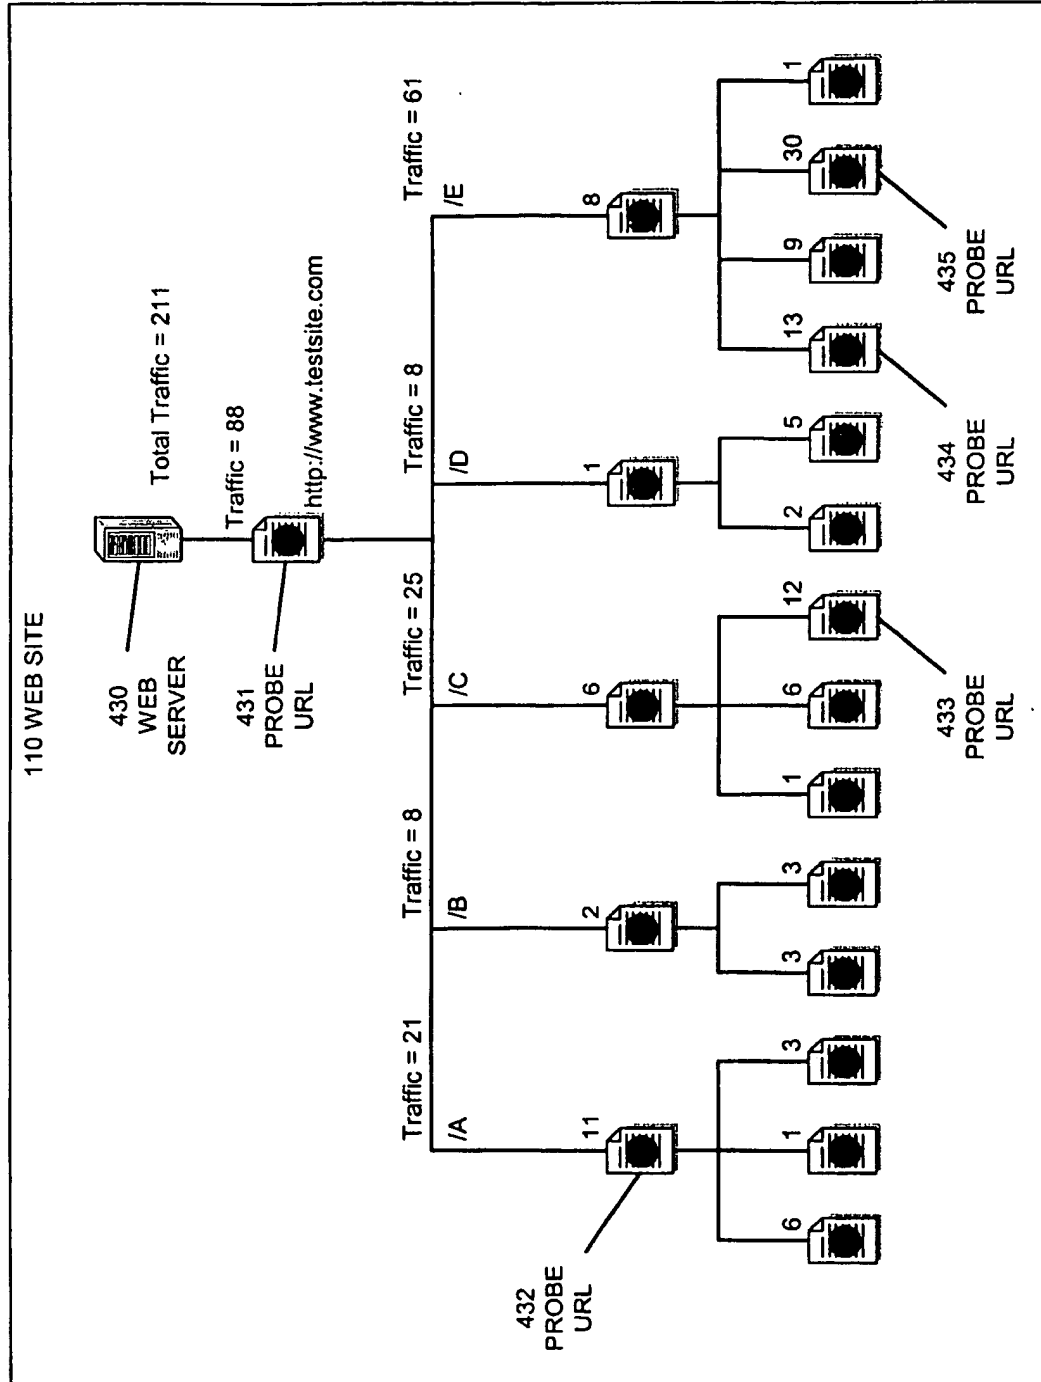 110 WEB SITE
430
WEB
SERVER
Total Traffic = 211
Traffic = 88
431
PROBE
URL
http://www.testsite.com
Traffic = 21
Traffic = 8
Traffic = 25
Traffic = 8
Traffic = 61
/A
/B
/C
/D
/E
11
2
6
1
8
432
PROBE
URL
6
1
3
3
3
1
6
12
2
5
13
9
30
1
433
PROBE
URL
434
PROBE
URL
435
PROBE
URL